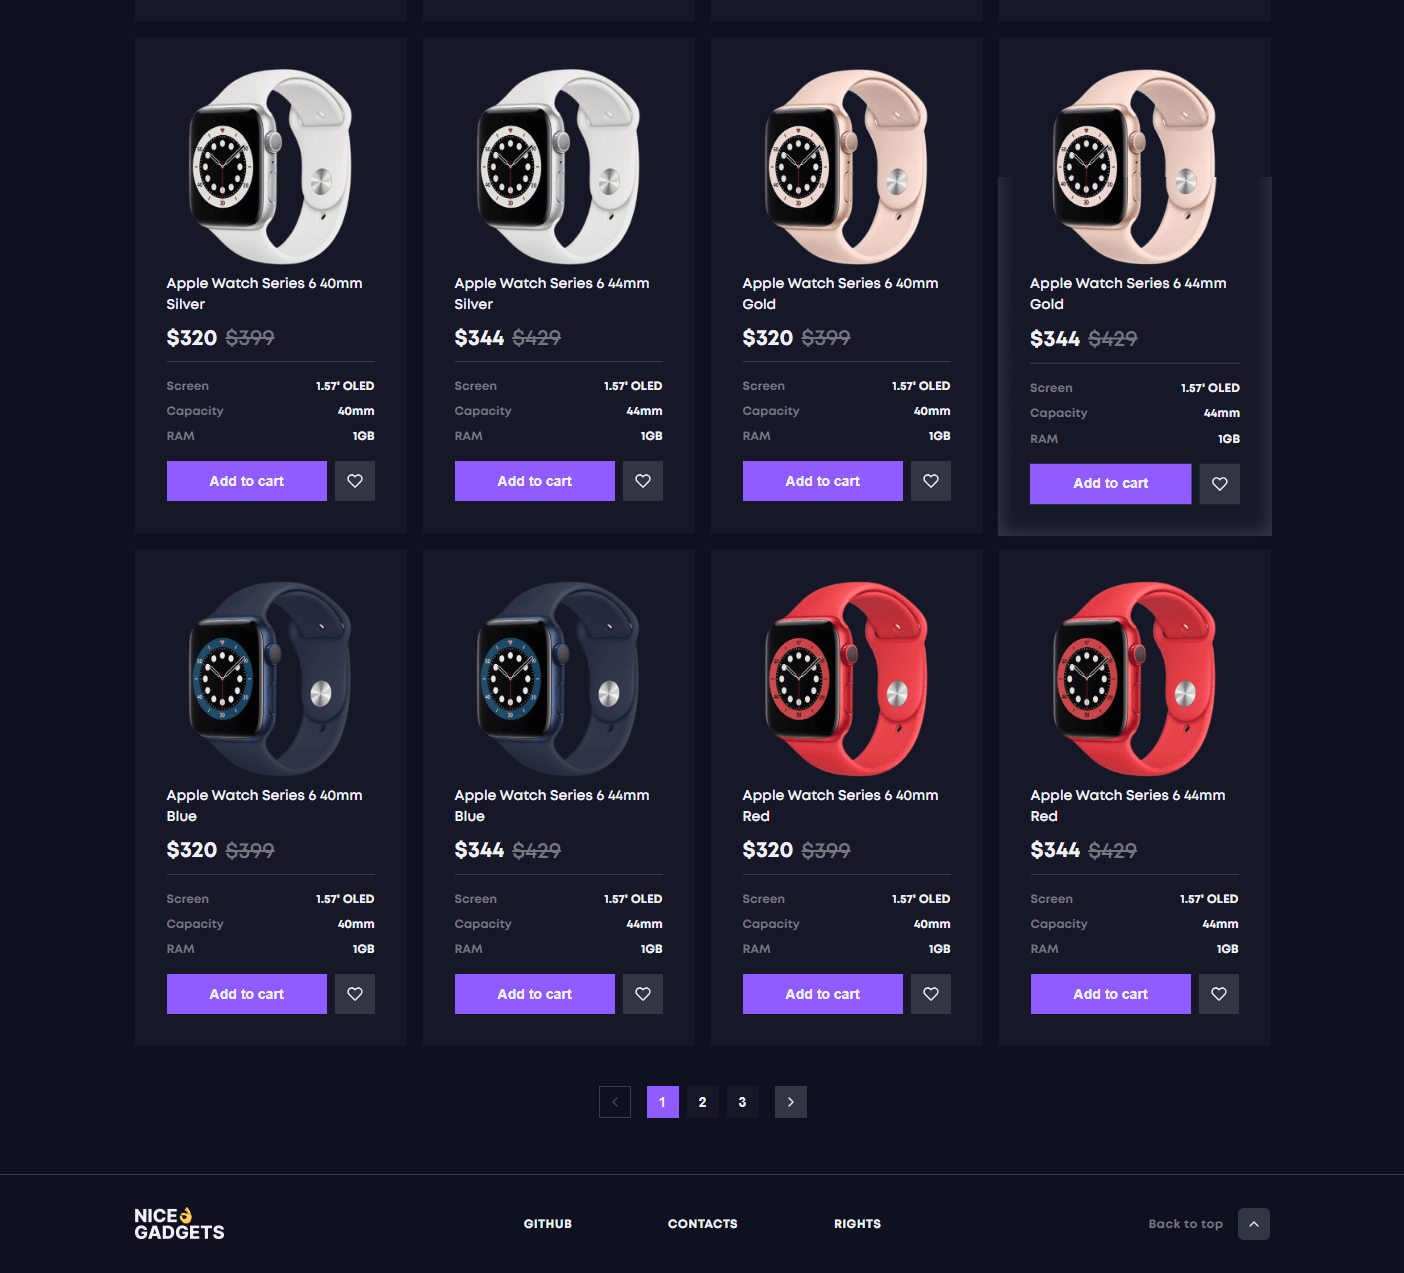 Apple Watch Series 6 40mm
Silver
$320 $399
Screen 1.57' OLED
Capacity 40mm
RAM 1GB
Add to cart
Apple Watch Series 6 44mm
Silver
$344 $429
Screen 1.57' OLED
Capacity 44mm
RAM 1GB
Add to cart
Apple Watch Series 6 40mm
Gold
$320 $399
Screen 1.57' OLED
Capacity 40mm
RAM 1GB
Add to cart
Apple Watch Series 6 44mm
Gold
$344 $429
Screen 1.57' OLED
Capacity 44mm
RAM 1GB
Add to cart
Apple Watch Series 6 40mm
Blue
$320 $399
Screen 1.57' OLED
Capacity 40mm
RAM 1GB
Add to cart
Apple Watch Series 6 44mm
Blue
$344 $429
Screen 1.57' OLED
Capacity 44mm
RAM 1GB
Add to cart
Apple Watch Series 6 40mm
Red
$320 $399
Screen 1.57' OLED
Capacity 40mm
RAM 1GB
Add to cart
Apple Watch Series 6 44mm
Red
$344 $429
Screen 1.57' OLED
Capacity 44mm
RAM 1GB
Add to cart
1 2 3
NICE👌
GADGETS
GITHUB CONTACTS RIGHTS Back to top